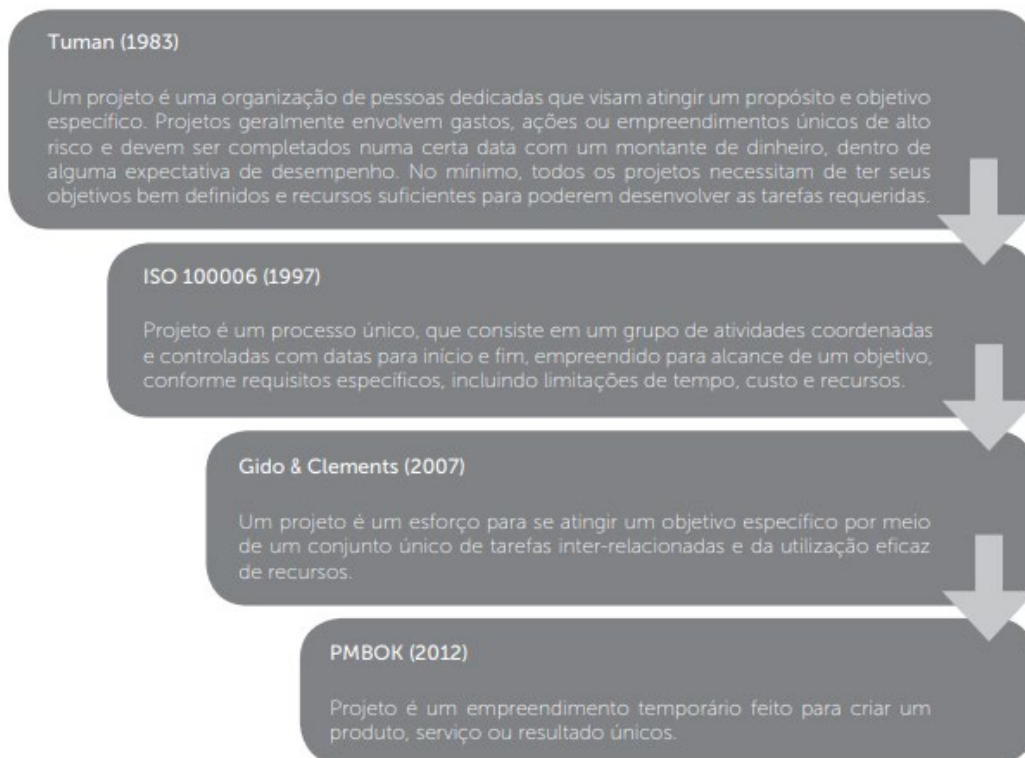 Tuman (1983)
Um projeto é uma organização de pessoas dedicadas que visam atingir um propósito e objetivo
específico. Projetos geralmente envolvem gastos, ações ou empreendimentos únicos de alto
risco e devem ser completados numa certa data com um montante de dinheiro, dentro de
alguma expectativa de desempenho. No mínimo, todos os projetos necessitam de ter seus
objetivos bem definidos e recursos suficientes para poderem desenvolver as tarefas requeridas.
ISO 100006 (1997)
Projeto é um processo único, que consiste em um grupo de atividades coordenadas
e controladas com datas para início e fim, empreendido para alcance de um objetivo,
conforme requisitos específicos, incluindo limitações de tempo, custo e recursos.
Gido & Clements (2007)
Um projeto é um esforço para se atingir um objetivo específico por meio
de um conjunto único de tarefas inter-relacionadas e da utilização eficaz
de recursos.
PMBOK (2012)
Projeto é um empreendimento temporário feito para criar um
produto, serviço ou resultado únicos.